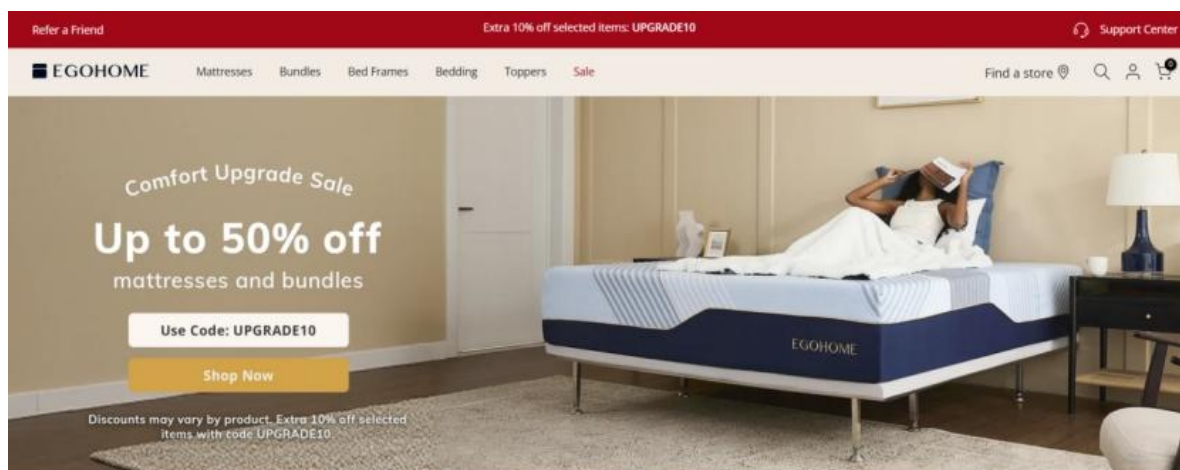 Refer a Friend
Extra 10% off selected items: UPGRADE10
Support Center
EGOHOME
Mattresses
Bundles
Bed Frames
Bedding
Toppers
Sale
Find a store
0
Comfort Upgrade Sale
Up to 50% off
mattresses and bundles
Use Code: UPGRADE10
Shop Now
Discounts may vary by product. Extra 10% off selected
items with code UPGRADE10.
EGOHOME